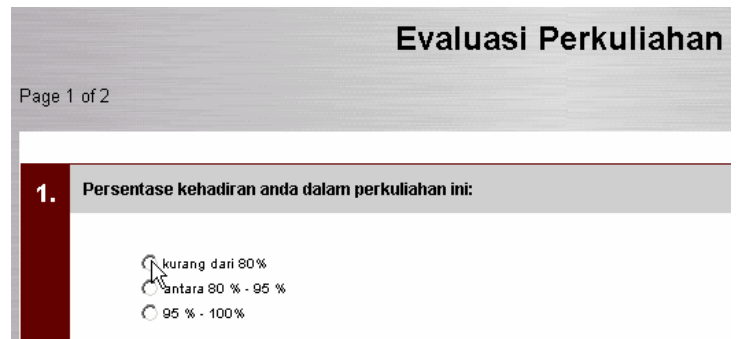 Evaluasi Perkuliahan
Page 1 of 2
1. Persentase kehadiran anda dalam perkuliahan ini:
kurang dari 80%
antara 80 % - 95 %
95 % - 100%